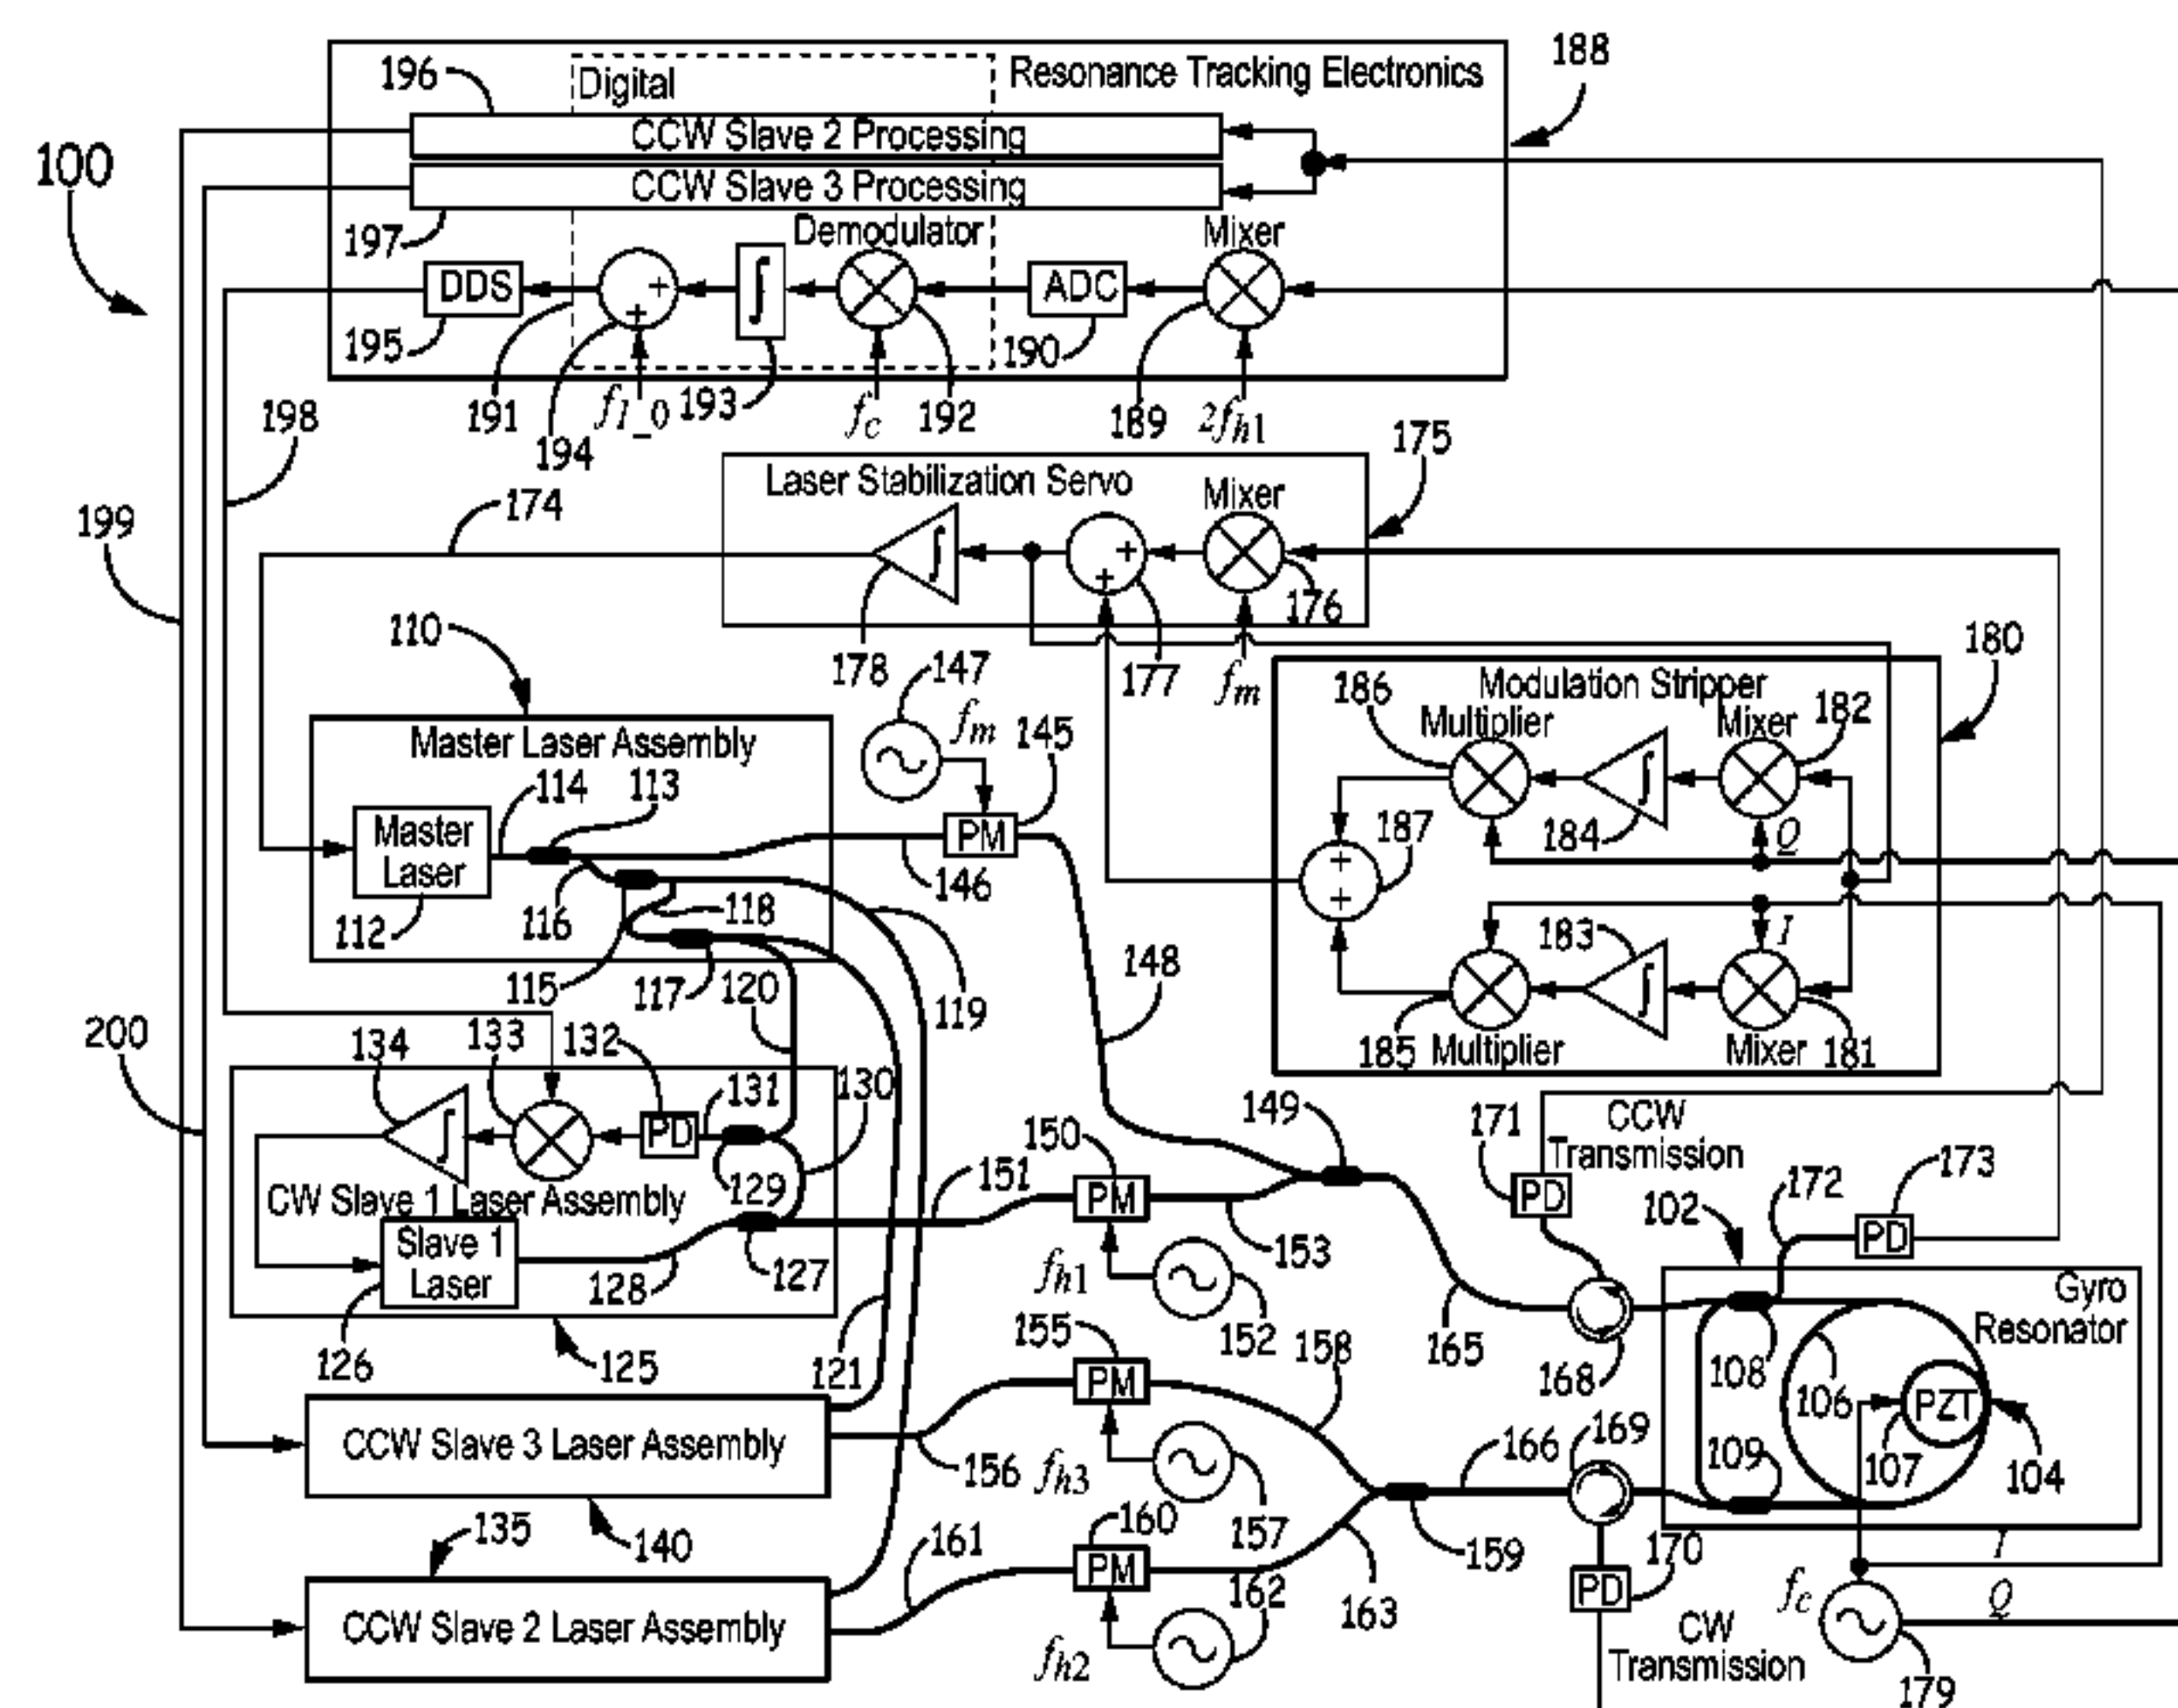 188
196
Digital
Resonance Tracking Electronics
CCW Slave 2 Processing
100
CCW Slave 3 Processing
197
Demodulator
Mixer
DDS
+
+
∫
ADC
195
190
191
194
f1_0
193
fc
192
189
2fh1
198
175
Laser Stabilization Servo
Mixer
174
199
∫
+
+
176
110
178
177
fm
180
147
fm
145
Modulation Stripper
186
Multiplier
Mixer
182
Master Laser Assembly
114
113
∫
Master
Laser
PM
184
Q
187
+
+
112
116
118
146
115
117
120
119
148
183
I
∫
185
Multiplier
Mixer
181
200
134
133
132
131
130
149
CCW
Transmission
171
∫
PD
129
150
151
PM
PD
172
173
PD
102
CW Slave 1 Laser Assembly
Slave 1
Laser
128
127
153
fh1
152
165
168
108
Gyro
Resonator
126
125
121
155
158
PM
106
PZT
107
104
CCW Slave 3 Laser Assembly
156
fh3
157
166
169
109
140
135
160
161
PM
162
163
159
170
PD
I
CCW Slave 2 Laser Assembly
fh2
CW
Transmission
fc
Q
179